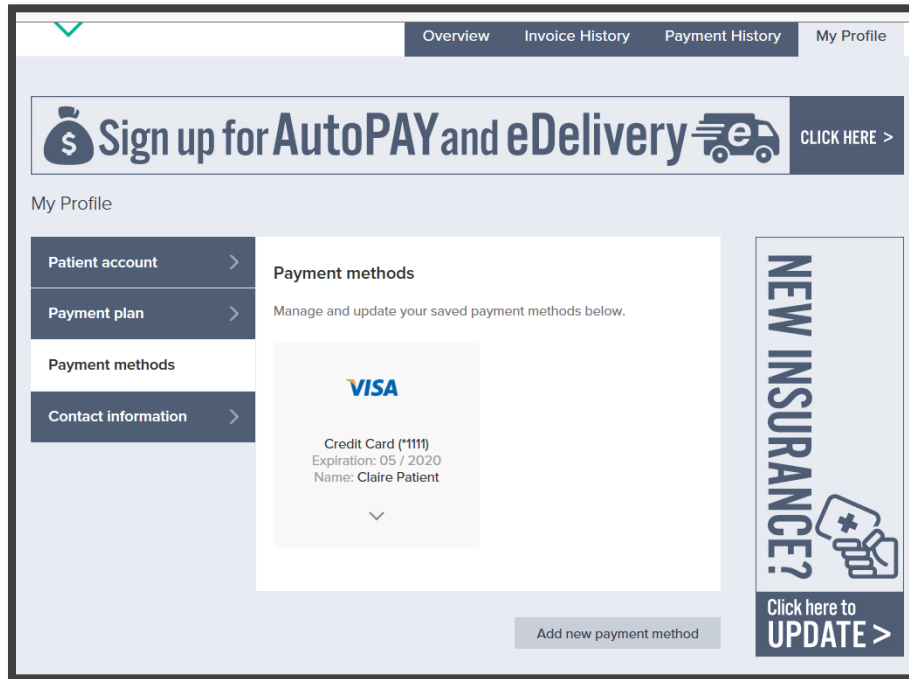 Overview Invoice History Payment History My Profile
$ Sign up for AutoPAY and eDelivery e CLICK HERE >
My Profile
Patient account
Payment plan
Payment methods
Contact information
Payment methods
Manage and update your saved payment methods below.
VISA
Credit Card (*1111)
Expiration: 05 / 2020
Name: Claire Patient
Add new payment method
NEW INSURANCE?
Click here to
UPDATE >